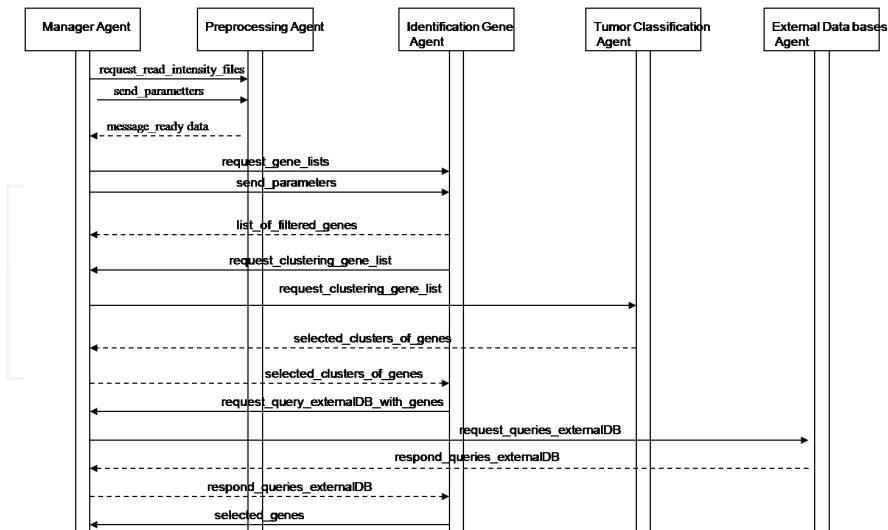 Manager Agent
Preprocessing Agent
Identification Gene
Agent
Tumor Classification
Agent
External Data bases
Agent
request_read_intensity_files
send_parametters
message_ready data
request_gene_lists
send_parameters
list_of_filtered_genes
request_clustering_gene_list
request_clustering_gene_list
selected_clusters_of_genes
selected_clusters_of_genes
request_query_externalDB_with_genes
request_queries_externalDB
respond_queries_externalDB
respond_queries_externalDB
selected_genes